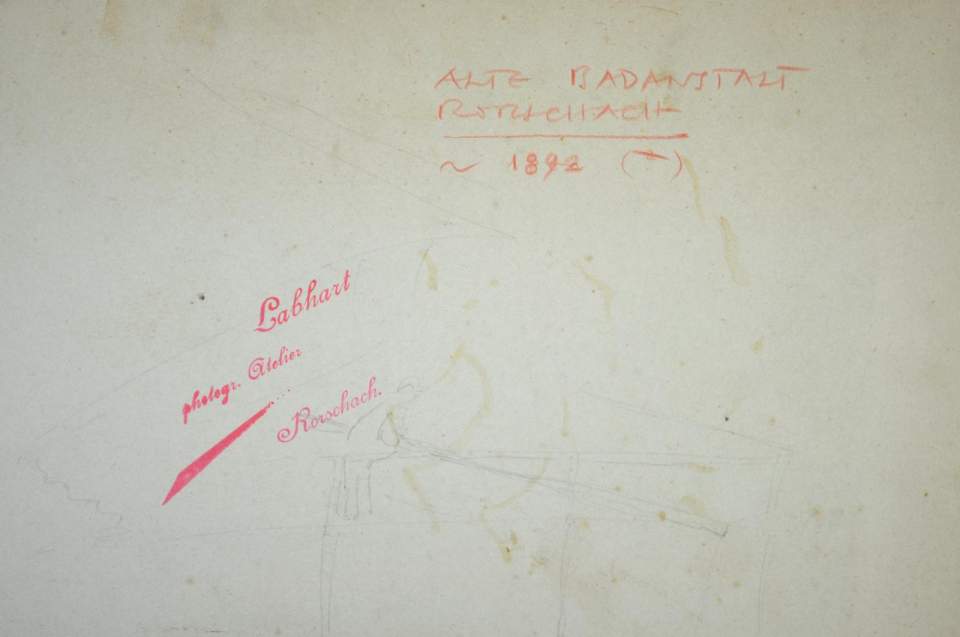 ALTE BADANSTALT
RORSCHACH
~ 1892 (?)
Labhart
photogr. Atelier
Rorschach.